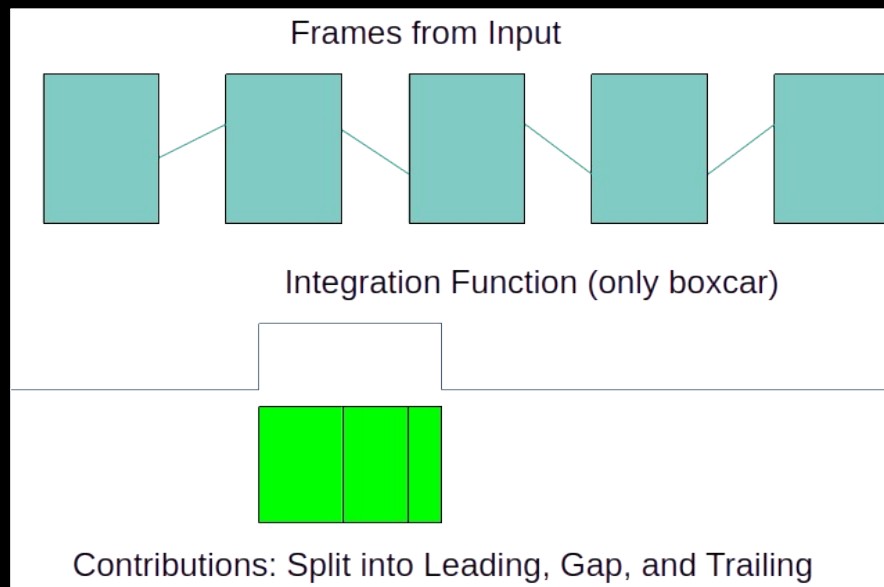 Frames from Input
Integration Function (only boxcar)
Contributions: Split into Leading, Gap, and Trailing